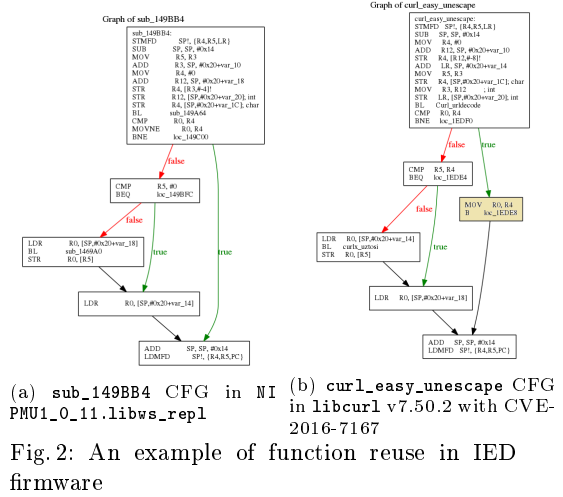 Graph of sub_149BB4
sub_149BB4:
STMFD SP!, {R4,R5,LR}
SUB SP, SP, #0x14
MOV R5, R3
ADD R3, SP, #0x20+var_10
MOV R4, #0
ADD R12, SP, #0x20+var_18
STR R4, [R3,#-4]!
STR R12, [SP,#0x20+var_20]; int
STR R4, [SP,#0x20+var_1C]; char
BL sub_149A64
CMP R0, R4
MOVNE R0, R4
BNE loc_149C00
false
true
CMP R5, #0
BEQ loc_149BFC
false
true
LDR R0, [SP,#0x20+var_18]
BL sub_1469A0
STR R0, [R5]
LDR R0, [SP,#0x20+var_14]
ADD SP, SP, #0x14
LDMFD SP!, {R4,R5,PC}
(a) sub_149BB4 CFG in NI
PMU1_0_11.libws_repl
Graph of curl_easy_unescape
curl_easy_unescape:
STMFD SP!, {R4,R5,LR}
SUB SP, SP, #0x14
MOV R4, #0
ADD R12, SP, #0x20+var_10
STR R4, [R12,#-8]!
ADD LR, SP, #0x20+var_14
MOV R5, R3
STR R4, [SP,#0x20+var_1C]; char
MOV R3, R12 ; int
STR LR, [SP,#0x20+var_20]; int
BL Curl_urldecode
CMP R0, R4
BNE loc_1EDF0
false
true
CMP R5, R4
BEQ loc_1EDE4
MOV R0, R4
B loc_1EDE8
false
true
LDR R0, [SP,#0x20+var_14]
BL curlx_uztosi
STR R0, [R5]
LDR R0, [SP,#0x20+var_18]
ADD SP, SP, #0x14
LDMFD SP!, {R4,R5,PC}
(b) curl_easy_unescape CFG
in libcurl v7.50.2 with CVE-
2016-7167
Fig. 2: An example of function reuse in IED
firmware